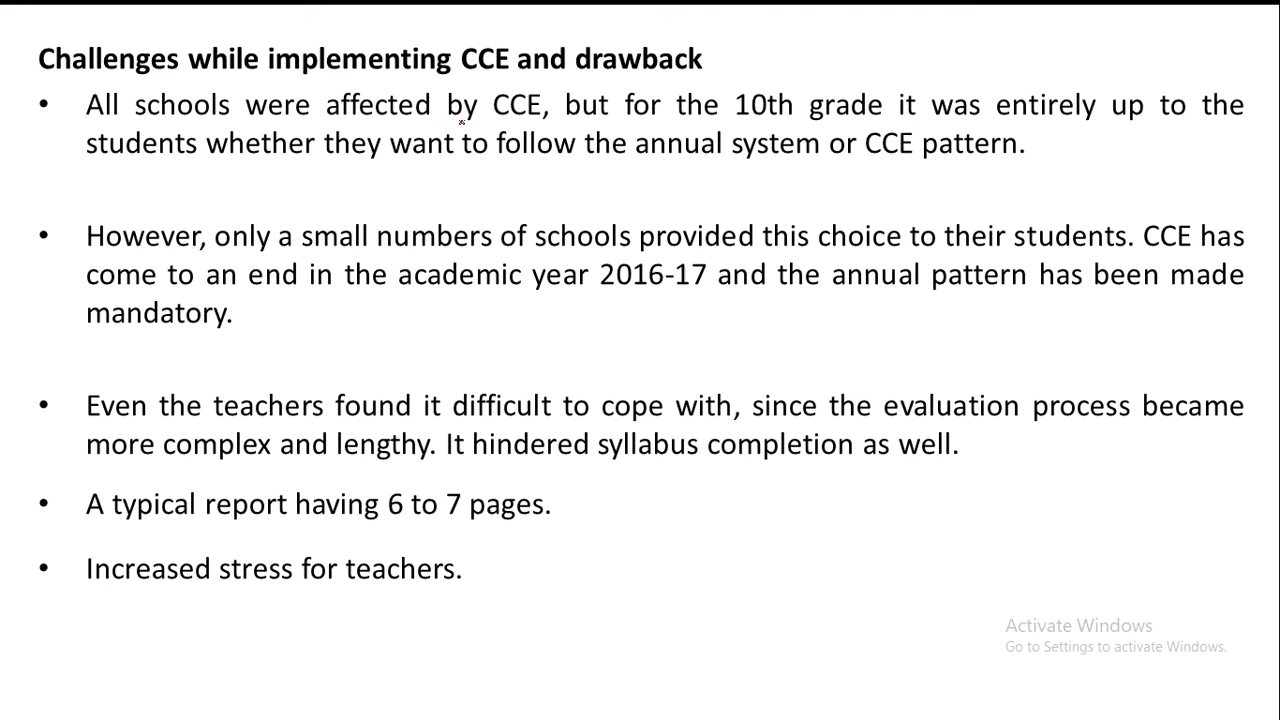 Challenges while implementing CCE and drawback
• All schools were affected by CCE, but for the 10th grade it was entirely up to the
students whether they want to follow the annual system or CCE pattern.
• However, only a small numbers of schools provided this choice to their students. CCE has
come to an end in the academic year 2016-17 and the annual pattern has been made
mandatory.
• Even the teachers found it difficult to cope with, since the evaluation process became
more complex and lengthy. It hindered syllabus completion as well.
• A typical report having 6 to 7 pages.
• Increased stress for teachers.
Activate Windows
Go to Settings to activate Windows.